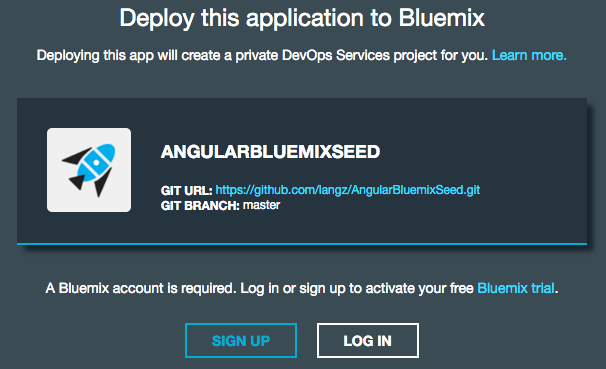 Deploy this application to Bluemix
Deploying this app will create a private DevOps Services project for you. Learn more.
ANGULARBLUEMIXSEED
GIT URL: https://github.com/langz/AngularBluemixSeed.git
GIT BRANCH: master
A Bluemix account is required. Log in or sign up to activate your free Bluemix trial.
SIGN UP LOG IN